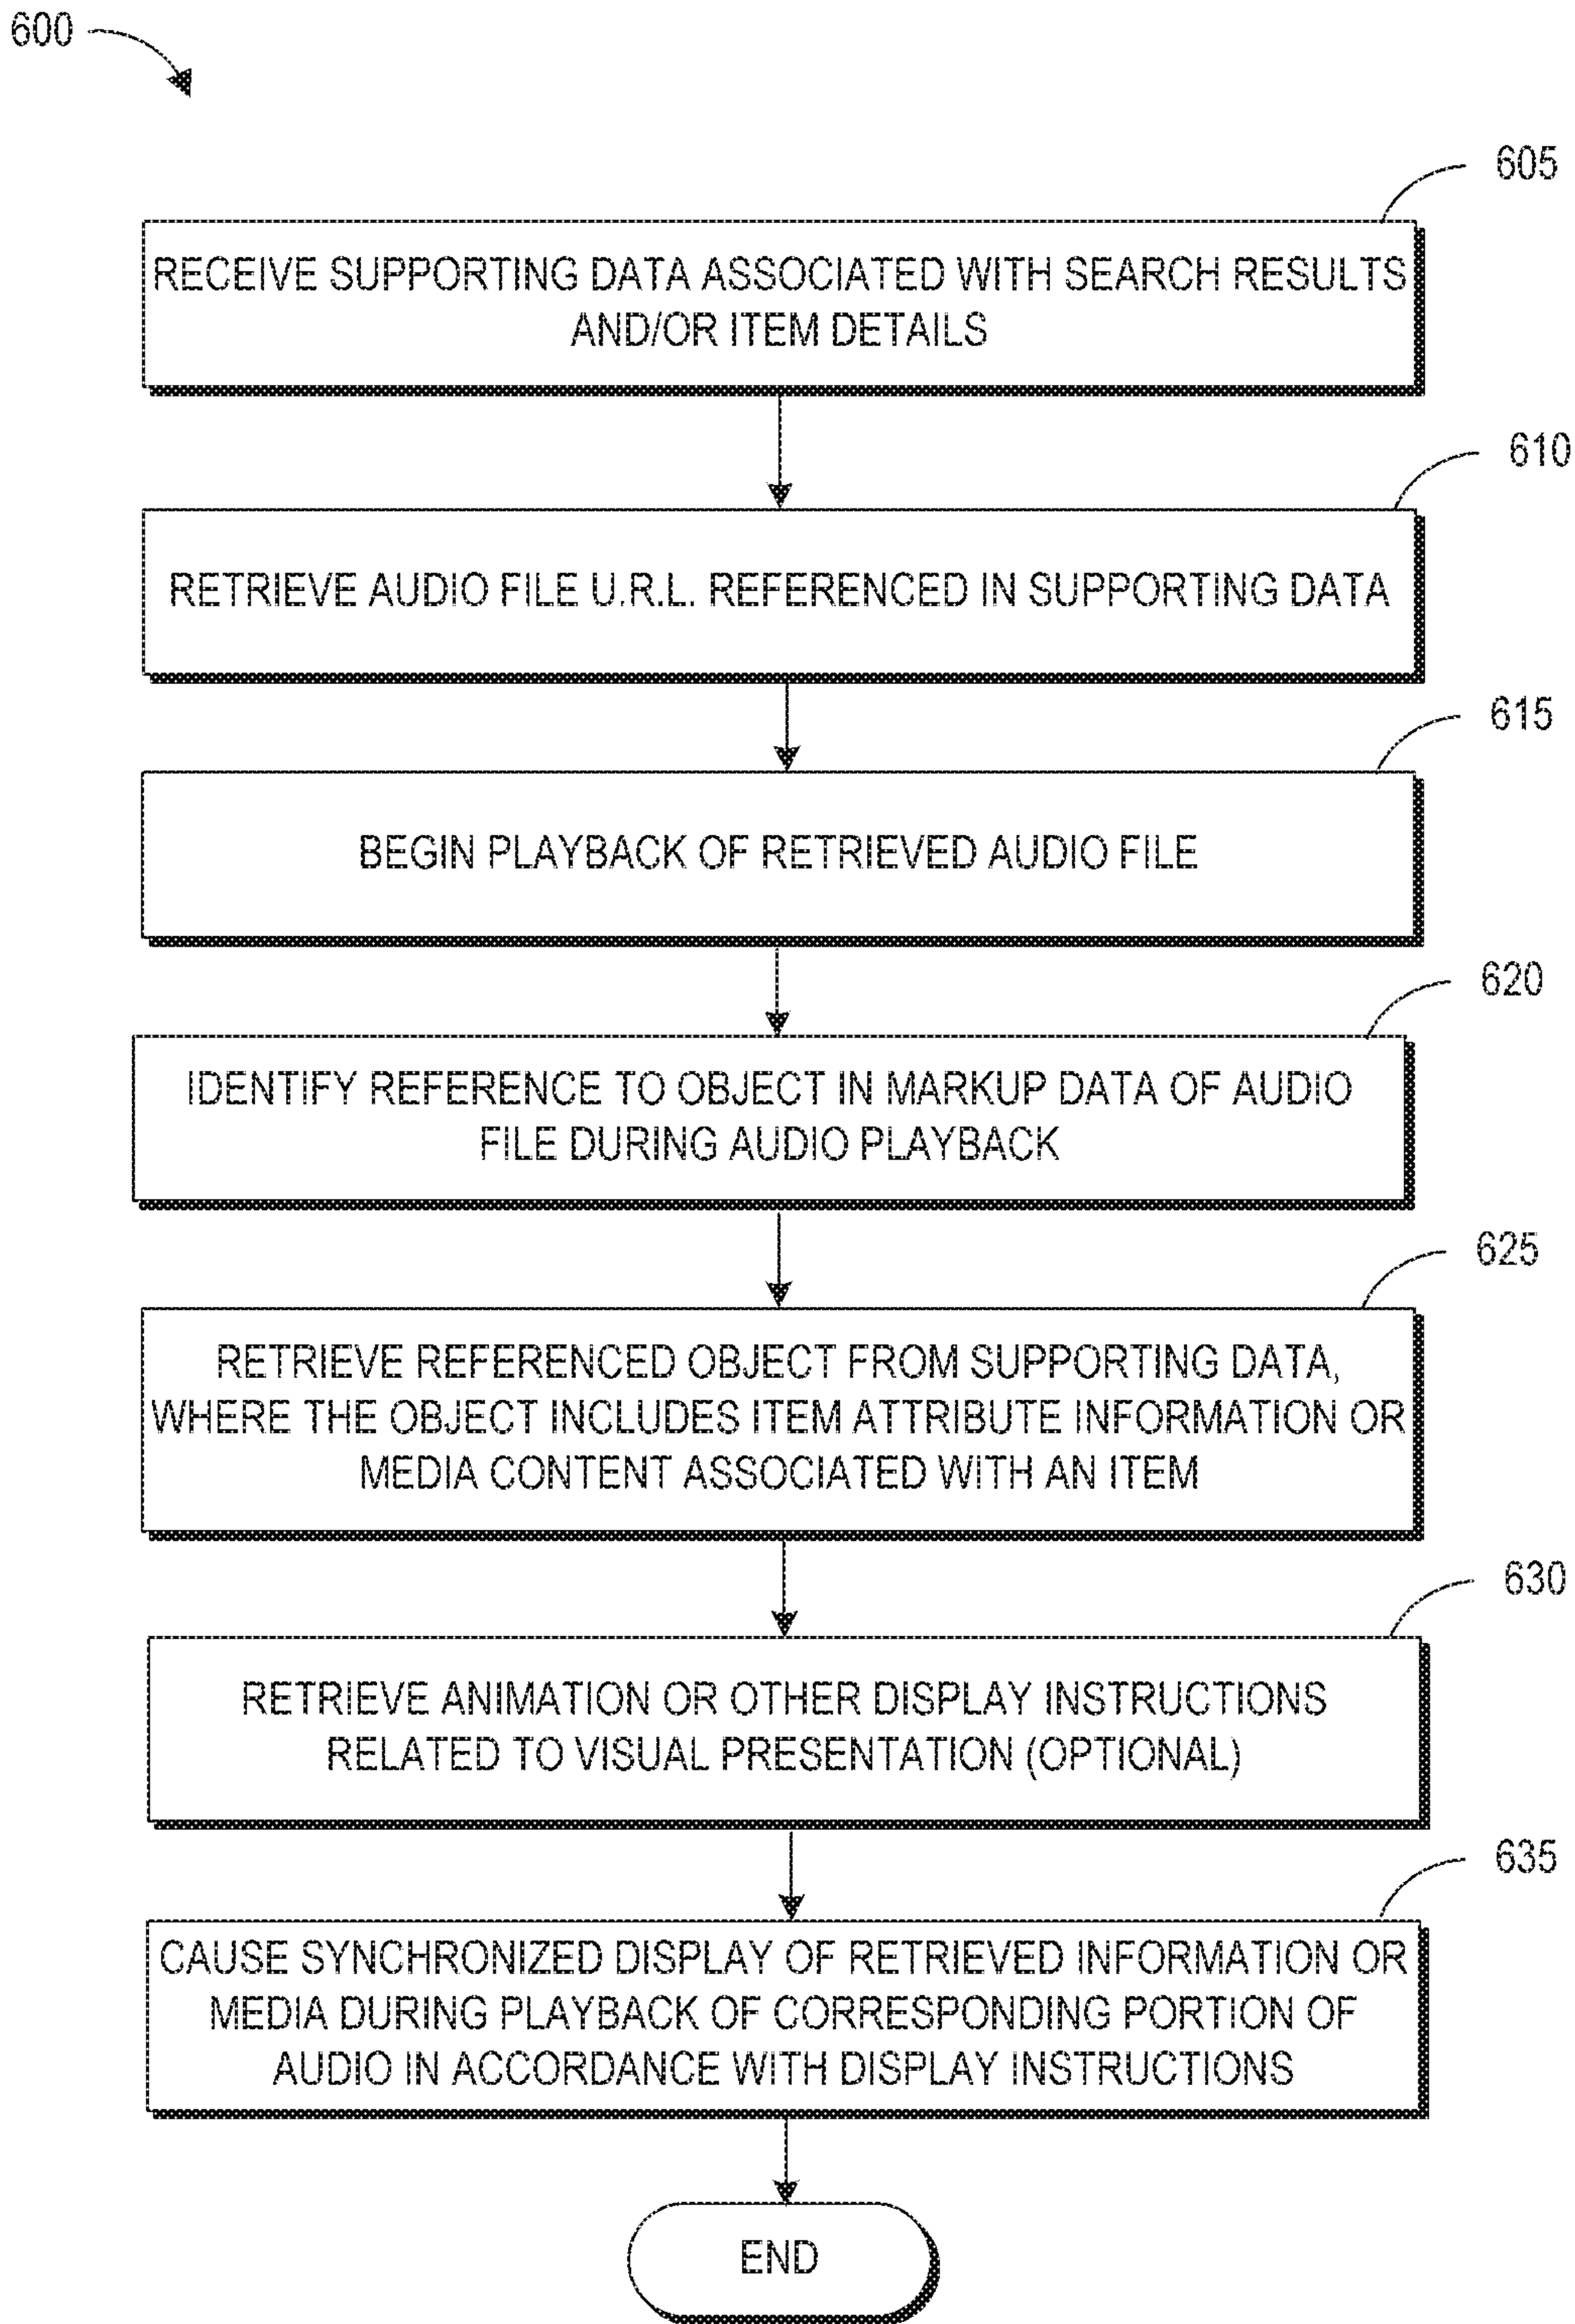 600
605
RECEIVE SUPPORTING DATA ASSOCIATED WITH SEARCH RESULTS
AND/OR ITEM DETAILS
610
RETRIEVE AUDIO FILE U.R.L. REFERENCED IN SUPPORTING DATA
615
BEGIN PLAYBACK OF RETRIEVED AUDIO FILE
620
IDENTIFY REFERENCE TO OBJECT IN MARKUP DATA OF AUDIO
FILE DURING AUDIO PLAYBACK
625
RETRIEVE REFERENCED OBJECT FROM SUPPORTING DATA,
WHERE THE OBJECT INCLUDES ITEM ATTRIBUTE INFORMATION OR
MEDIA CONTENT ASSOCIATED WITH AN ITEM
630
RETRIEVE ANIMATION OR OTHER DISPLAY INSTRUCTIONS
RELATED TO VISUAL PRESENTATION (OPTIONAL)
635
CAUSE SYNCHRONIZED DISPLAY OF RETRIEVED INFORMATION OR
MEDIA DURING PLAYBACK OF CORRESPONDING PORTION OF
AUDIO IN ACCORDANCE WITH DISPLAY INSTRUCTIONS
END